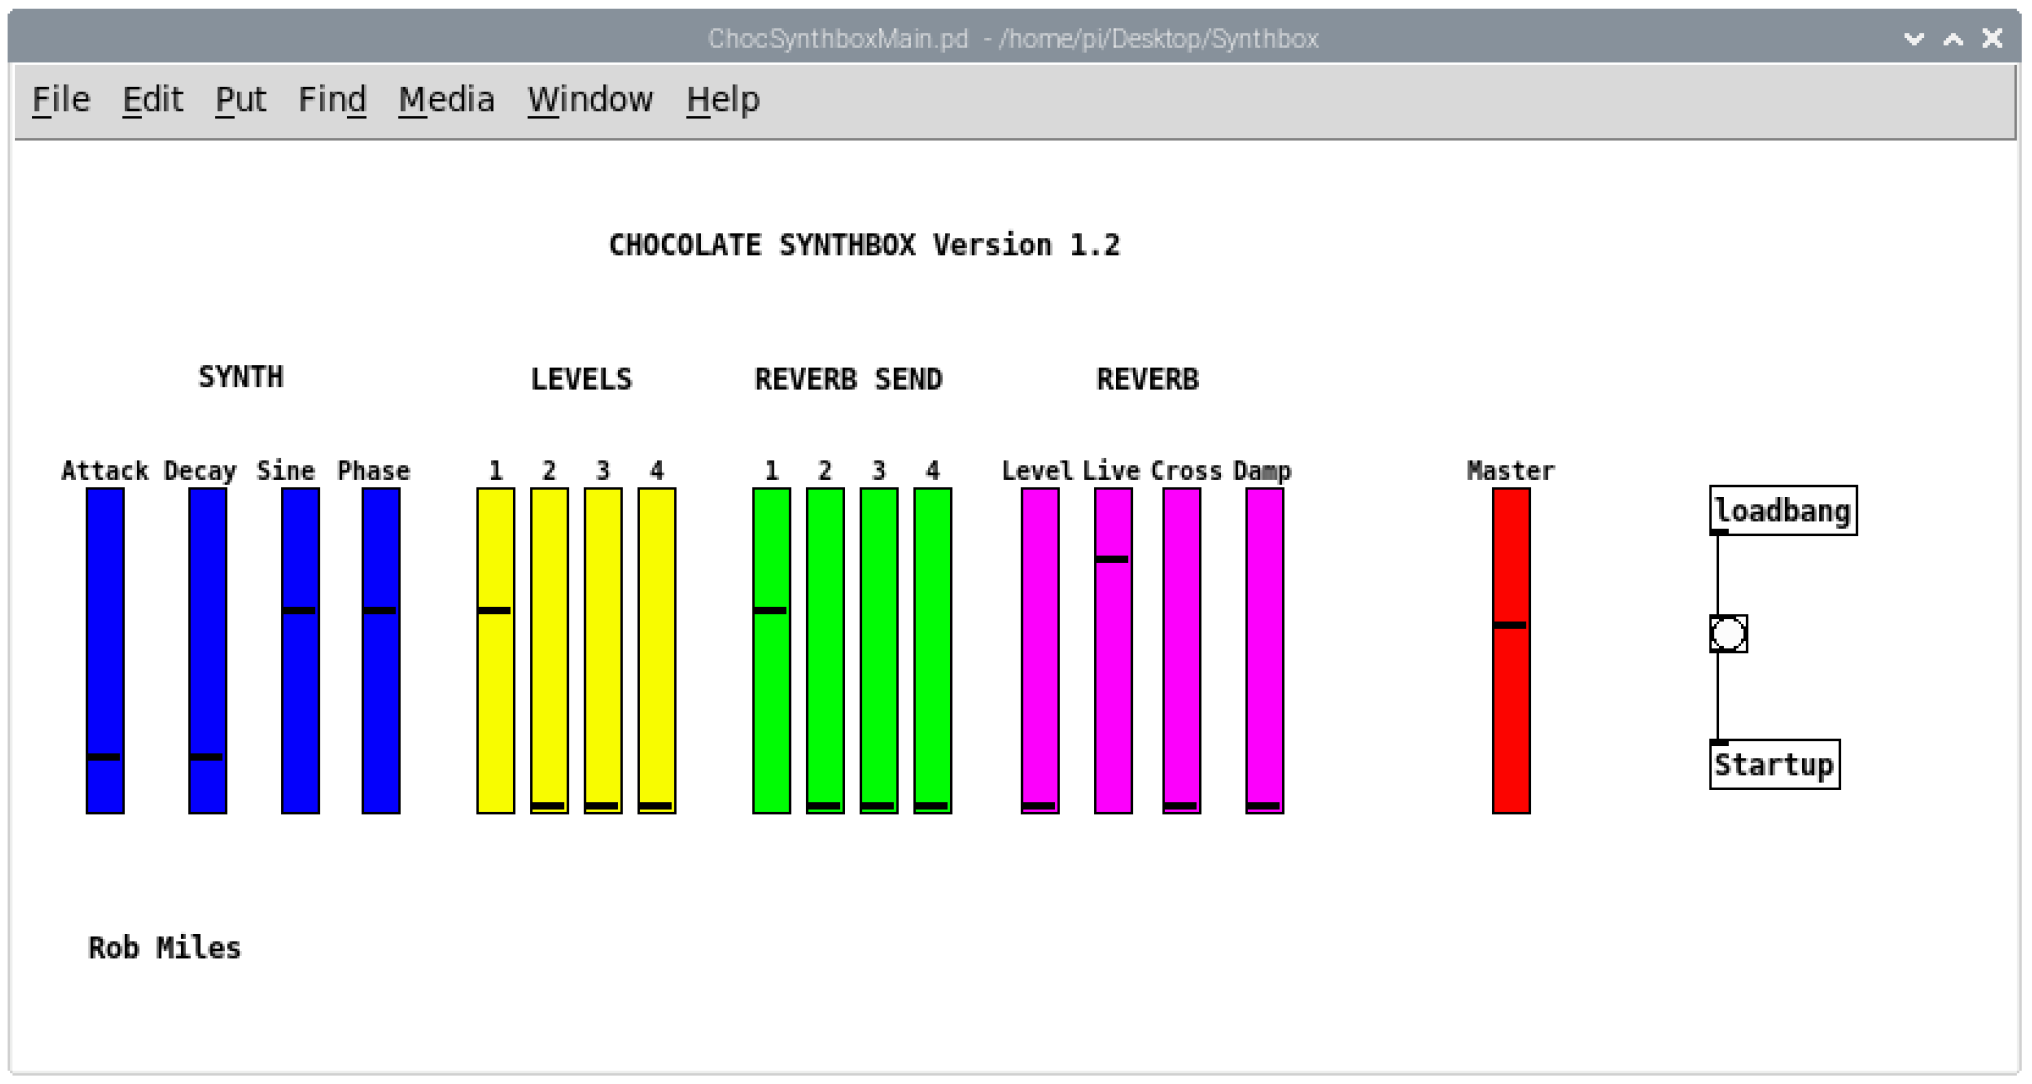 ChocSynthboxMain.pd - /home/pi/Desktop/Synthbox
File Edit Put Find Media Window Help
CHOCOLATE SYNTHBOX Version 1.2
SYNTH LEVELS REVERB SEND REVERB
Attack Decay Sine Phase 1 2 3 4 1 2 3 4 Level Live Cross Damp Master
loadbang
Startup
Rob Miles